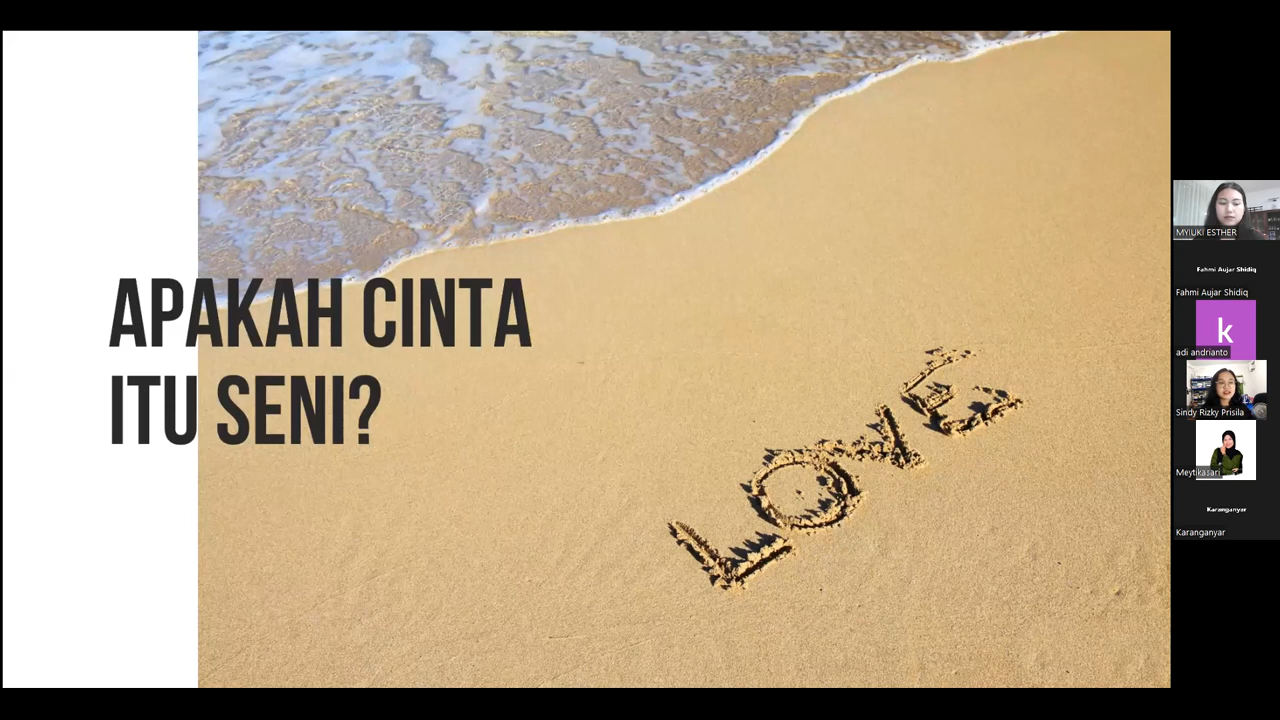 APAKAH CINTA
ITU SENI?
LOVE
MYIUKI ESTHER
Fahmi Aujar Shidiq
Fahmi Aujar Shidiq
k
adi andrianto
Sindy Rizky Prisila
Meytikasari
Karanganyar
Karanganyar